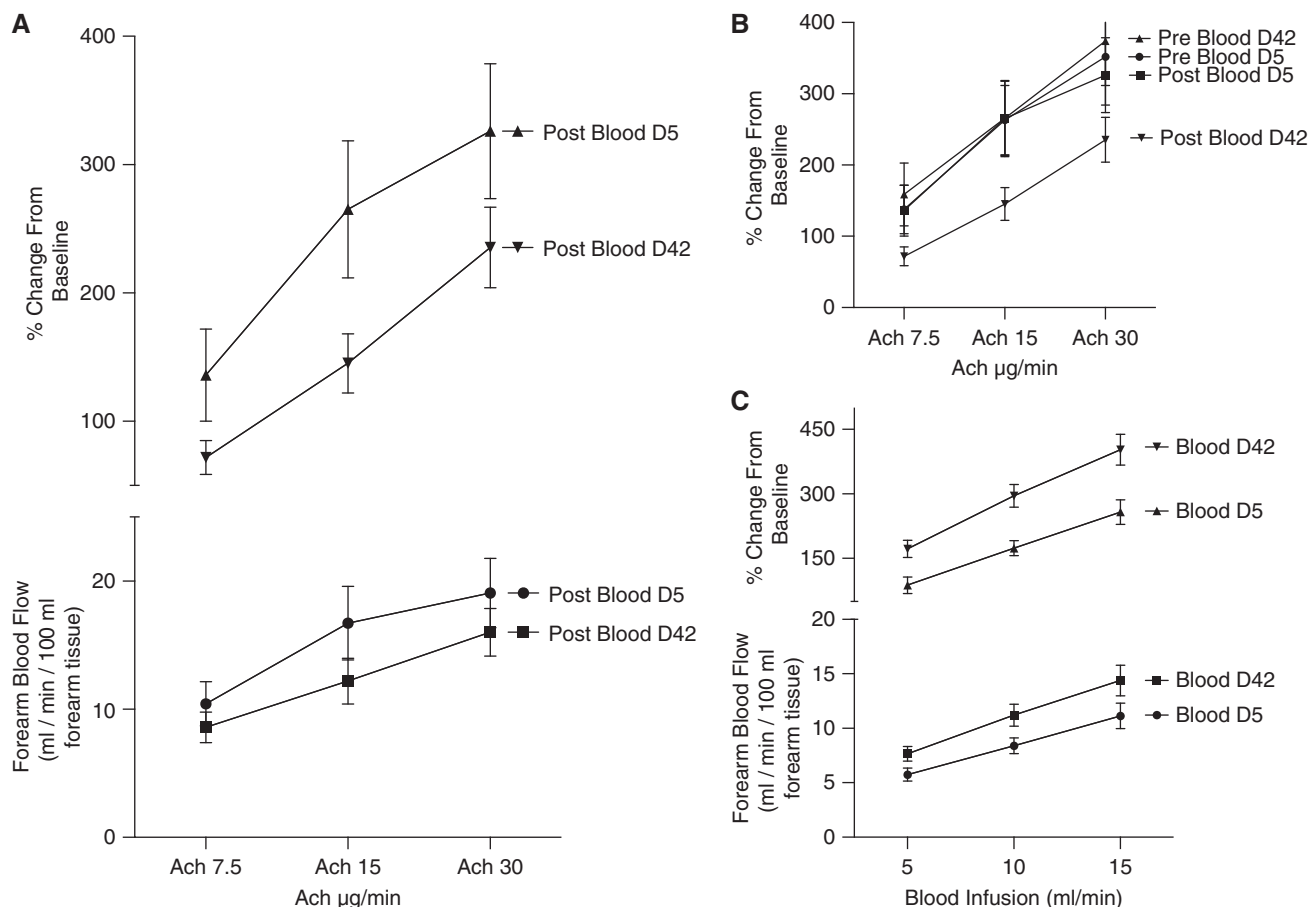 A
400
300
200
100
% Change From
Baseline
Post Blood D5
Post Blood D42
20
10
0
Forearm Blood Flow
(ml / min / 100 ml
forearm tissue)
Post Blood D5
Post Blood D42
Ach 7.5
Ach 15
Ach 30
Ach µg/min
B
400
300
200
100
0
% Change From
Baseline
Pre Blood D42
Pre Blood D5
Post Blood D5
Post Blood D42
Ach 7.5
Ach 15
Ach 30
Ach µg/min
C
450
300
150
% Change From
Baseline
Blood D42
Blood D5
20
15
10
5
0
Forearm Blood Flow
(ml / min / 100 ml
forearm tissue)
Blood D42
Blood D5
5
10
15
Blood Infusion (ml/min)